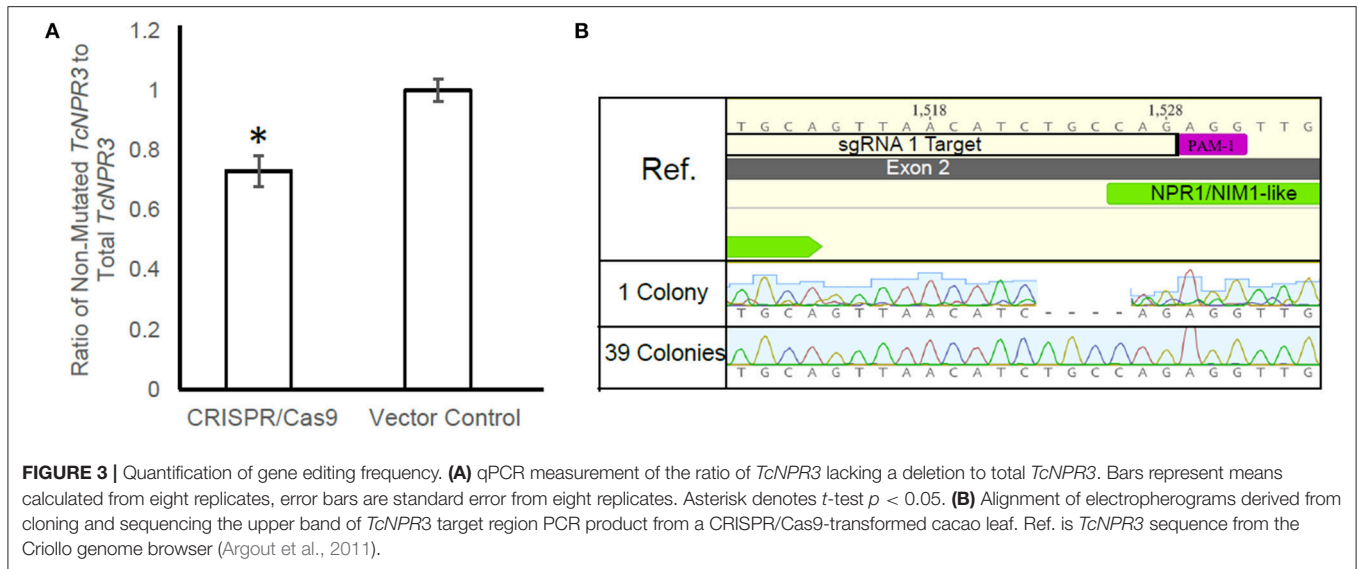 A
Ratio of Non-Mutated TcNPR3 to
Total TcNPR3
1.2
1
0.8
0.6
0.4
0.2
0
*
CRISPR/Cas9
Vector Control
B
1,518
1,528
T G C A G T T A A C A T C T G C C A G A G G T T G
sgRNA 1 Target
PAM-1
Ref.
Exon 2
NPR1/NIM1-like
1 Colony
T G C A G T T A A C A T C - - - - A G A G G T T G
39 Colonies
T G C A G T T A A C A T C T G C C A G A G G T T G
FIGURE 3 | Quantification of gene editing frequency. (A) qPCR measurement of the ratio of TcNPR3 lacking a deletion to total TcNPR3. Bars represent means
calculated from eight replicates, error bars are standard error from eight replicates. Asterisk denotes t-test p < 0.05. (B) Alignment of electropherograms derived from
cloning and sequencing the upper band of TcNPR3 target region PCR product from a CRISPR/Cas9-transformed cacao leaf. Ref. is TcNPR3 sequence from the
Criollo genome browser (Argout et al., 2011).